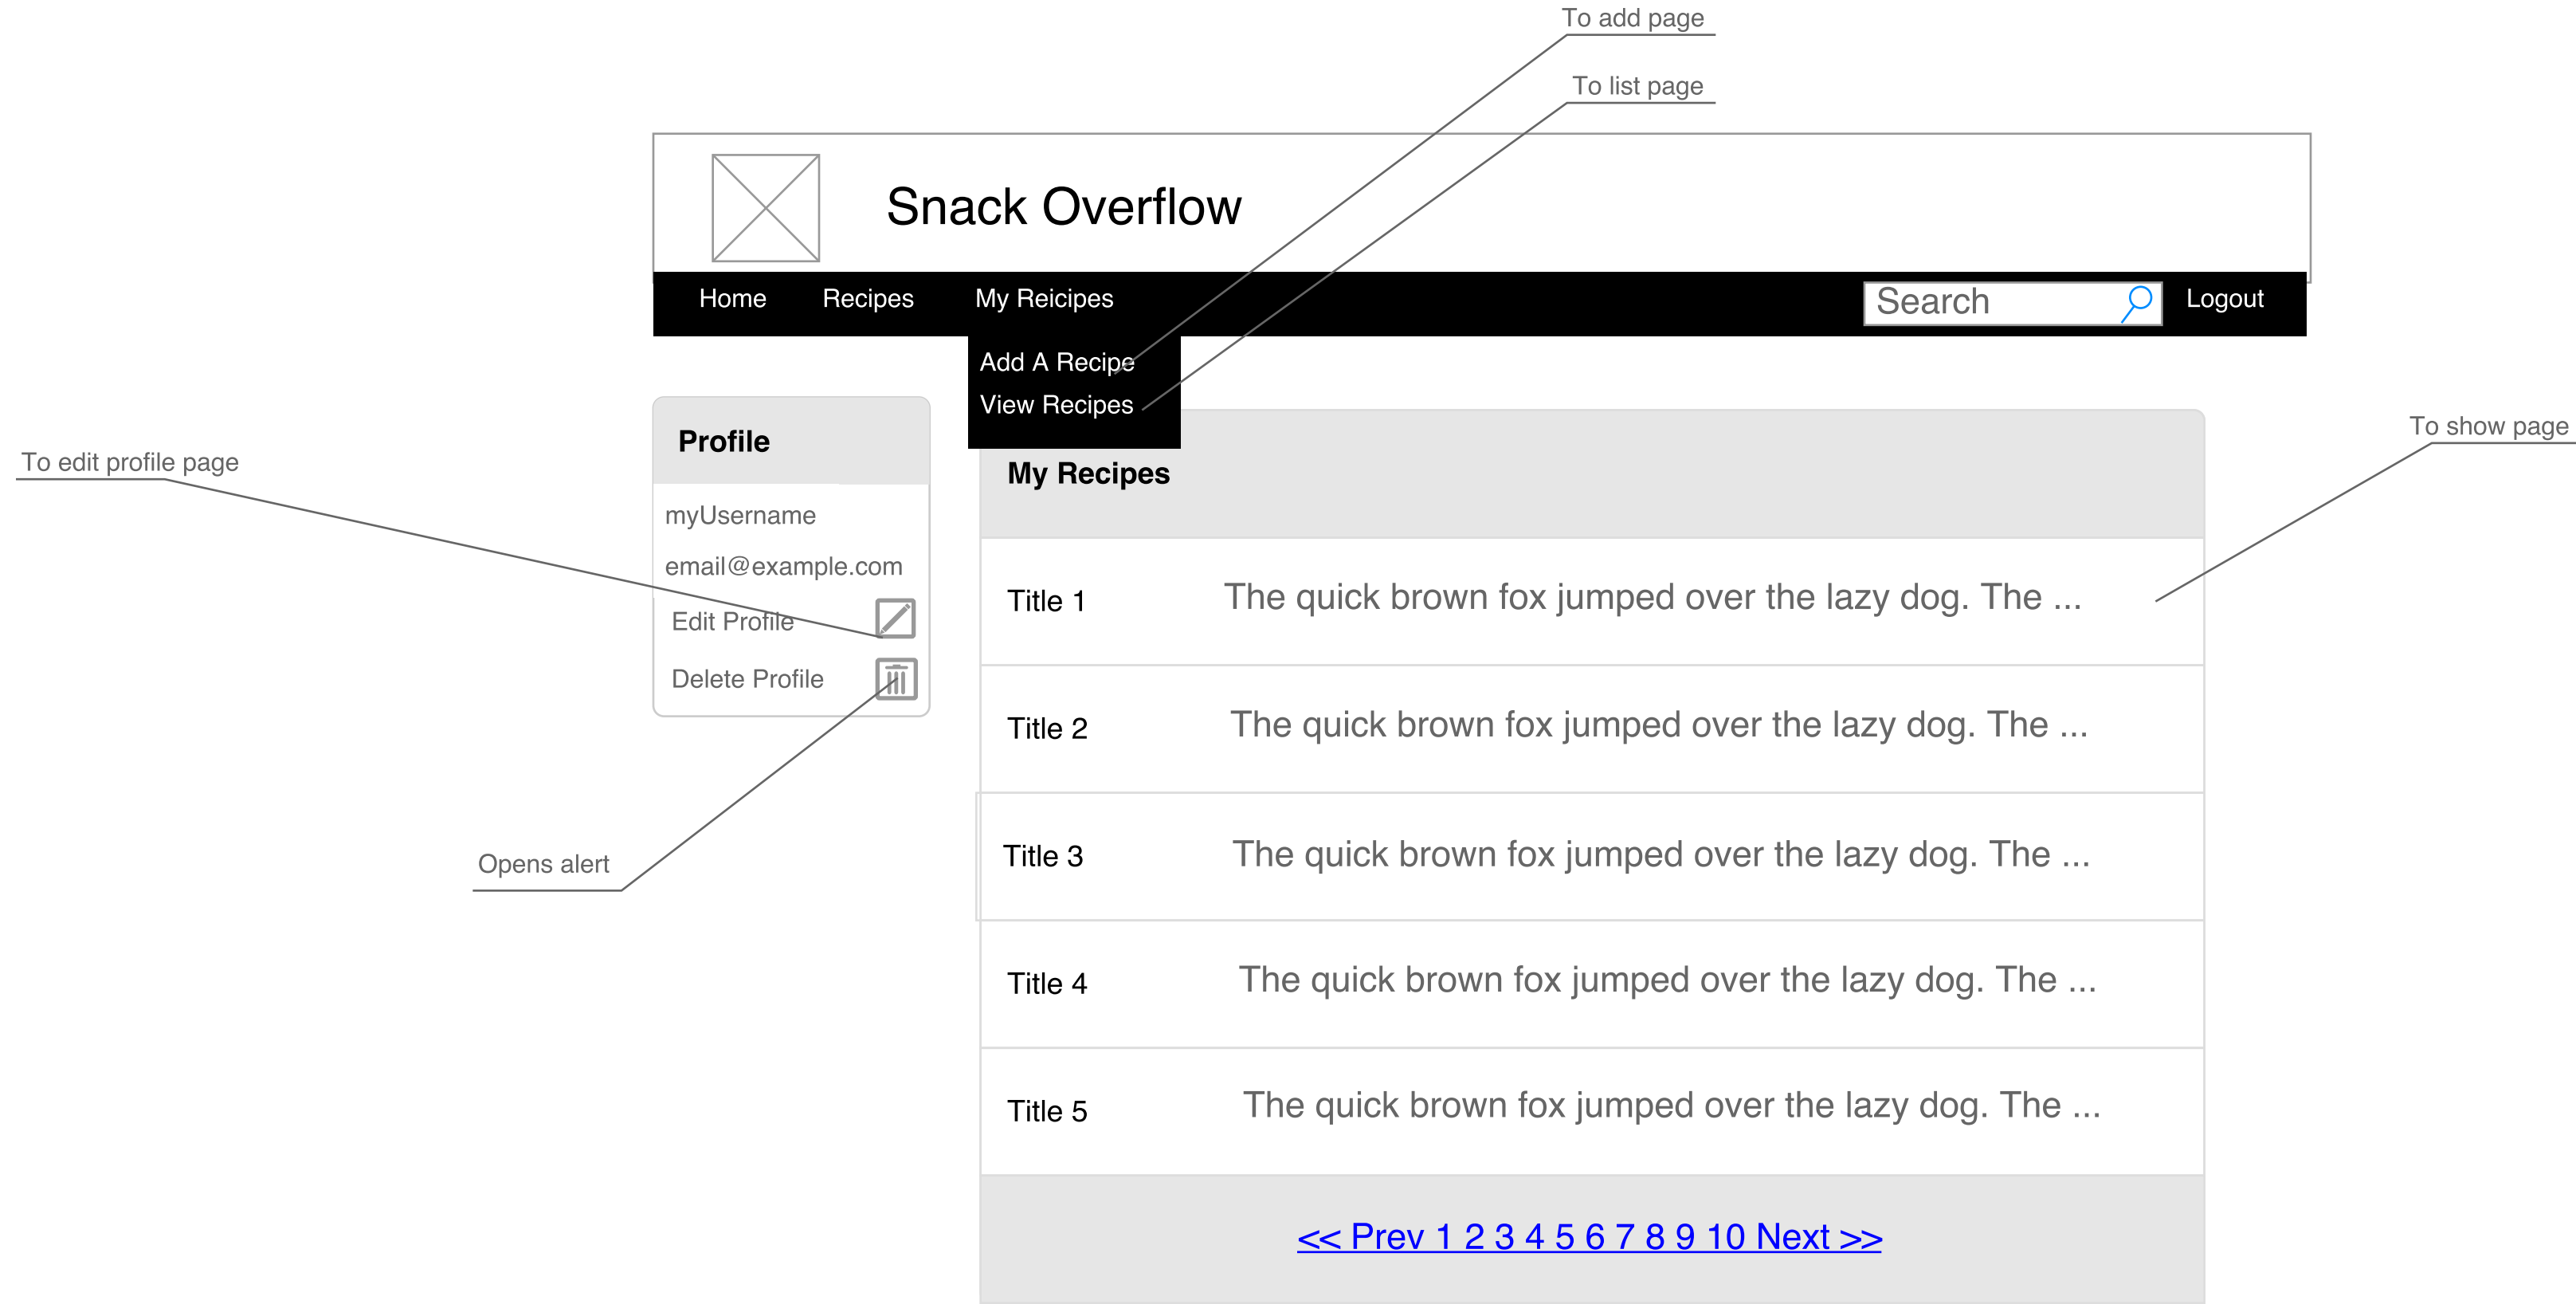 To add page
To list page
Snack Overflow
Home Recipes My Reicipes Search Logout
Add A Recipe
View Recipes
To show page
Profile
To edit profile page
My Recipes
myUsername
email@example.com
Edit Profile
Delete Profile
Opens alert
Title 1 The quick brown fox jumped over the lazy dog. The ...
Title 2 The quick brown fox jumped over the lazy dog. The ...
Title 3 The quick brown fox jumped over the lazy dog. The ...
Title 4 The quick brown fox jumped over the lazy dog. The ...
Title 5 The quick brown fox jumped over the lazy dog. The ...
<< Prev 1 2 3 4 5 6 7 8 9 10 Next >>